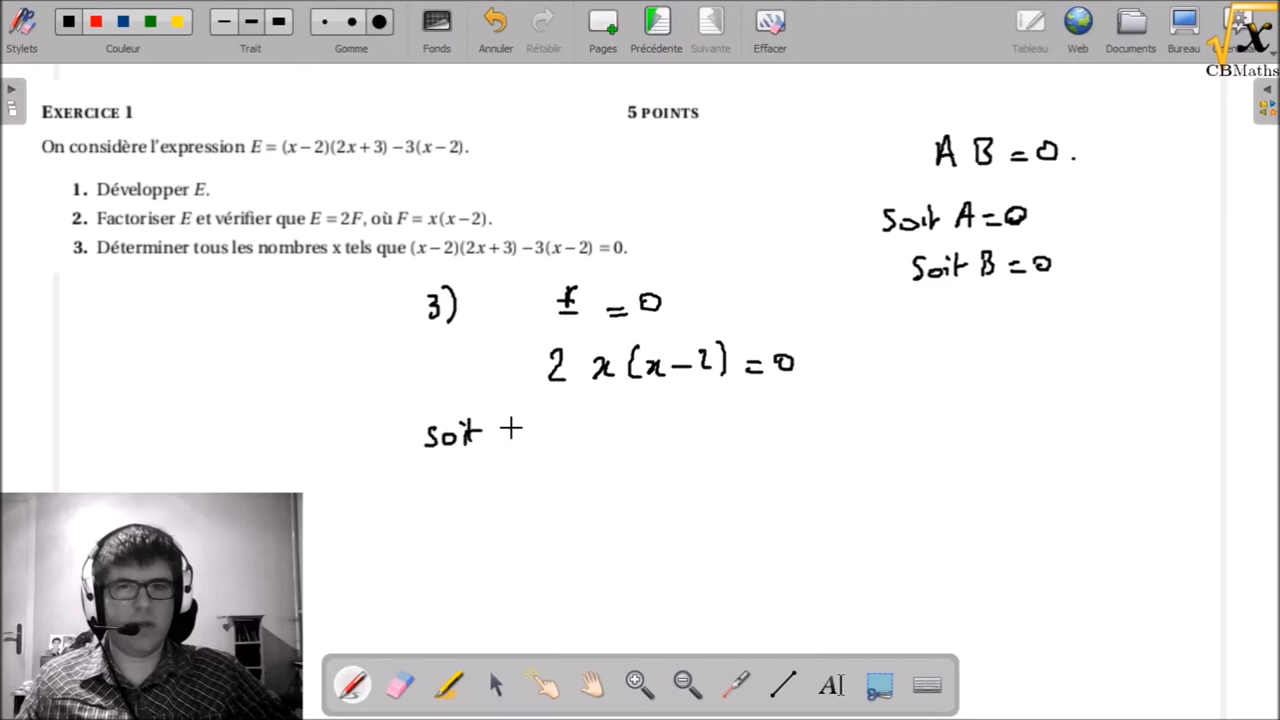 Stylets Couleur Trait Gomme Fonds Annuler Rétablir Pages Précédente Suivante Effacer Tableau Web Documents Bureau
√x
CBMaths
EXERCICE 1 5 POINTS
On considère l'expression E = (x − 2)(2x + 3) − 3(x − 2).
1. Développer E.
2. Factoriser E et vérifier que E = 2F, où F = x(x − 2).
3. Déterminer tous les nombres x tels que (x − 2)(2x + 3) − 3(x − 2) = 0.
A B = 0 .
soit A = 0
soit B = 0
3) = 0
2 x(x − 2) = 0
soit
AI